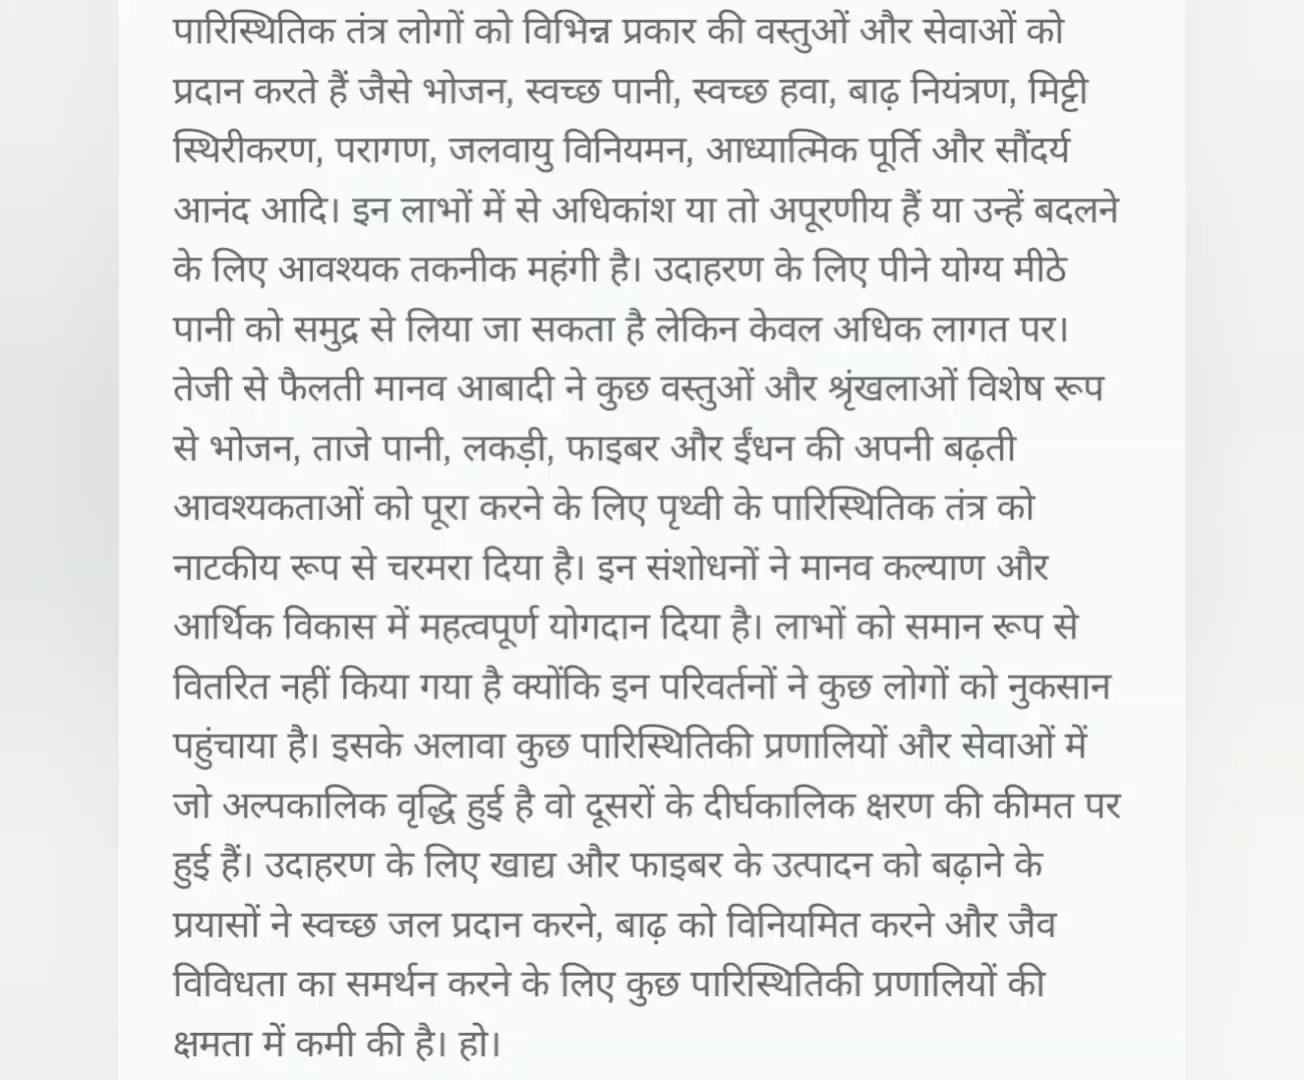 पारिस्थितिक तंत्र लोगों को विभिन्न प्रकार की वस्तुओं और सेवाओं को
प्रदान करते हैं जैसे भोजन, स्वच्छ पानी, स्वच्छ हवा, बाढ़ नियंत्रण, मिट्टी
स्थिरीकरण, परागण, जलवायु विनियमन, आध्यात्मिक पूर्ति और सौंदर्य
आनंद आदि। इन लाभों में से अधिकांश या तो अपूरणीय हैं या उन्हें बदलने
के लिए आवश्यक तकनीक महंगी है। उदाहरण के लिए पीने योग्य मीठे
पानी को समुद्र से लिया जा सकता है लेकिन केवल अधिक लागत पर।
तेजी से फैलती मानव आबादी ने कुछ वस्तुओं और श्रृंखलाओं विशेष रूप
से भोजन, ताजे पानी, लकड़ी, फाइबर और ईंधन की अपनी बढ़ती
आवश्यकताओं को पूरा करने के लिए पृथ्वी के पारिस्थितिक तंत्र को
नाटकीय रूप से चरमरा दिया है। इन संशोधनों ने मानव कल्याण और
आर्थिक विकास में महत्वपूर्ण योगदान दिया है। लाभों को समान रूप से
वितरित नहीं किया गया है क्योंकि इन परिवर्तनों ने कुछ लोगों को नुकसान
पहुंचाया है। इसके अलावा कुछ पारिस्थितिकी प्रणालियों और सेवाओं में
जो अल्पकालिक वृद्धि हुई है वो दूसरों के दीर्घकालिक क्षरण की कीमत पर
हुई हैं। उदाहरण के लिए खाद्य और फाइबर के उत्पादन को बढ़ाने के
प्रयासों ने स्वच्छ जल प्रदान करने, बाढ़ को विनियमित करने और जैव
विविधता का समर्थन करने के लिए कुछ पारिस्थितिकी प्रणालियों की
क्षमता में कमी की है। हो।